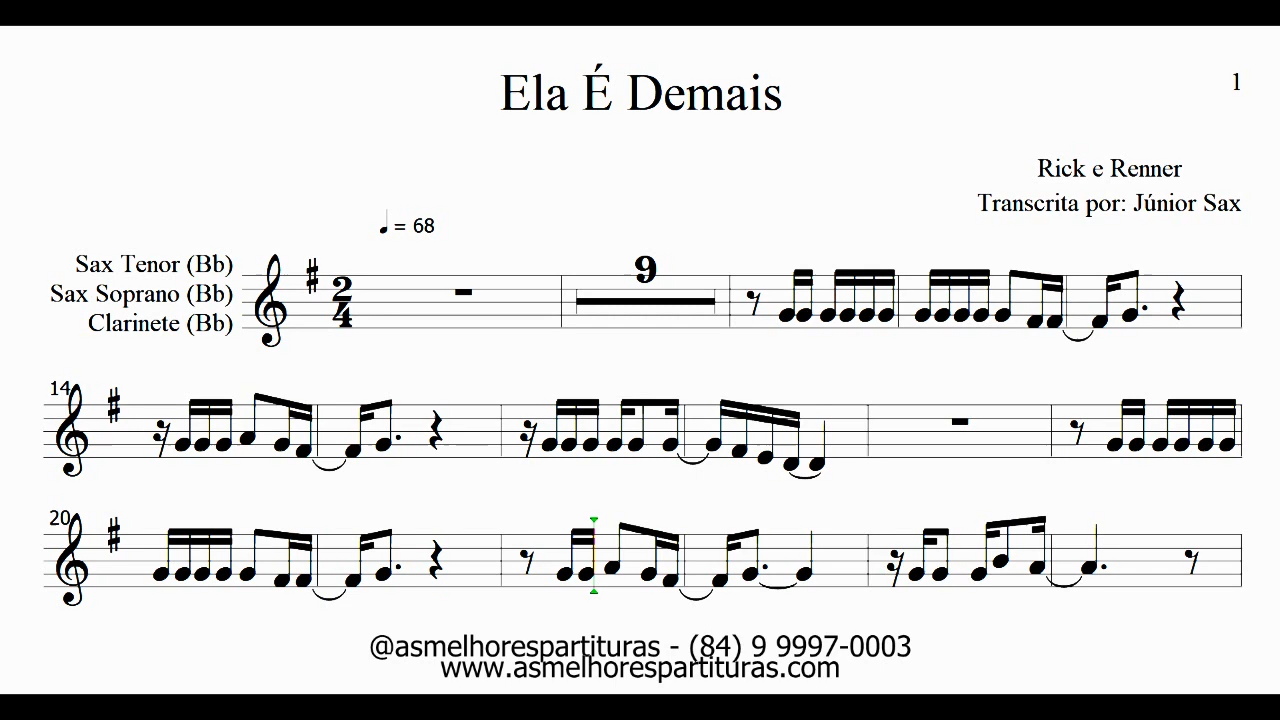 Ela É Demais
1
Rick e Renner
Transcrita por: Júnior Sax
♩ = 68
Sax Tenor (Bb)
Sax Soprano (Bb)
Clarinete (Bb)
2
4
9
14
20
@asmelhorespartituras - (84) 9 9997-0003
www.asmelhorespartituras.com